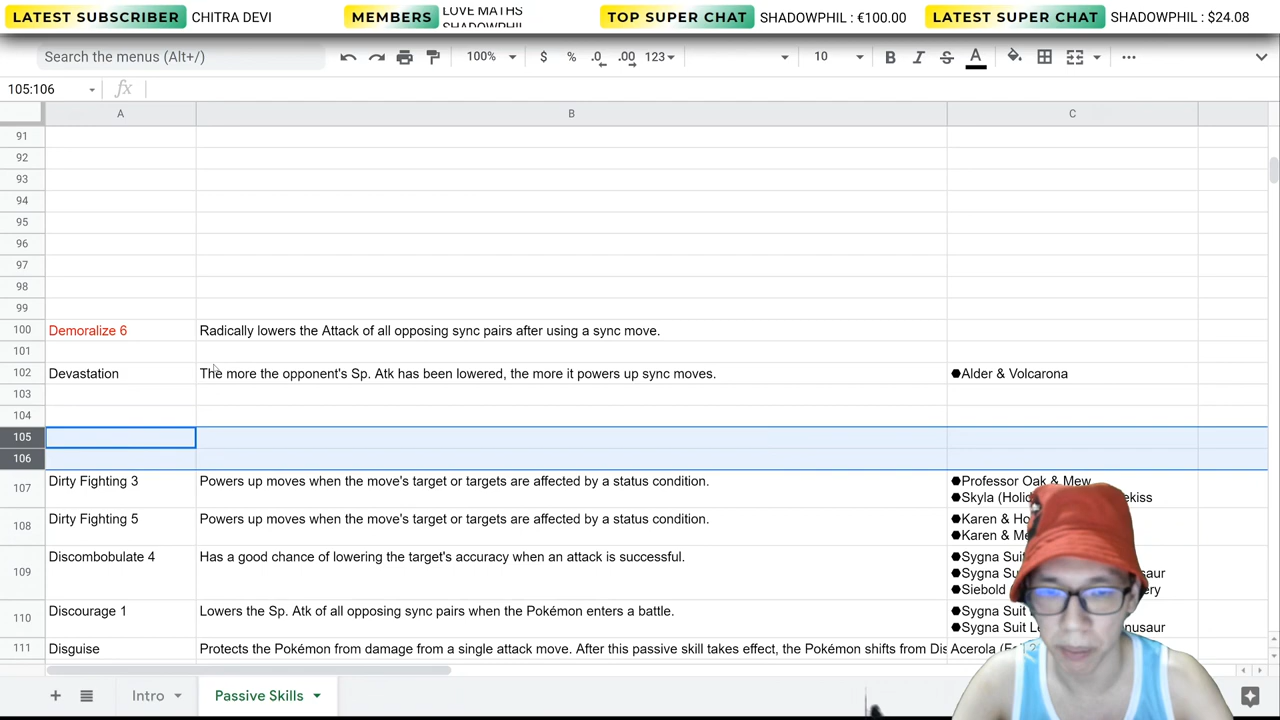 LATEST SUBSCRIBER CHITRA DEVI
MEMBERS LOVE MATHS
SHADOWPHIL
TOP SUPER CHAT SHADOWPHIL : €100.00
LATEST SUPER CHAT SHADOWPHIL : $24.08
Search the menus (Alt+/)
100%
$ % .0 .00 123
10
B I S A
105:106
fx
A B C
91
92
93
94
95
96
97
98
99
100 Demoralize 6 Radically lowers the Attack of all opposing sync pairs after using a sync move.
101
102 Devastation The more the opponent's Sp. Atk has been lowered, the more it powers up sync moves. ●Alder & Volcarona
103
104
105
106
107 Dirty Fighting 3 Powers up moves when the move's target or targets are affected by a status condition. ●Professor Oak & Mew
●Skyla (Holid ekiss
108 Dirty Fighting 5 Powers up moves when the move's target or targets are affected by a status condition. ●Karen & Ho
●Karen & Me
109 Discombobulate 4 Has a good chance of lowering the target's accuracy when an attack is successful. ●Sygna Suit
●Sygna Su saur
●Siebold ery
110 Discourage 1 Lowers the Sp. Atk of all opposing sync pairs when the Pokémon enters a battle. ●Sygna Suit
●Sygna Suit L nusaur
111 Disguise Protects the Pokémon from damage from a single attack move. After this passive skill takes effect, the Pokémon shifts from Dis Acerola (Fa
+ Intro Passive Skills